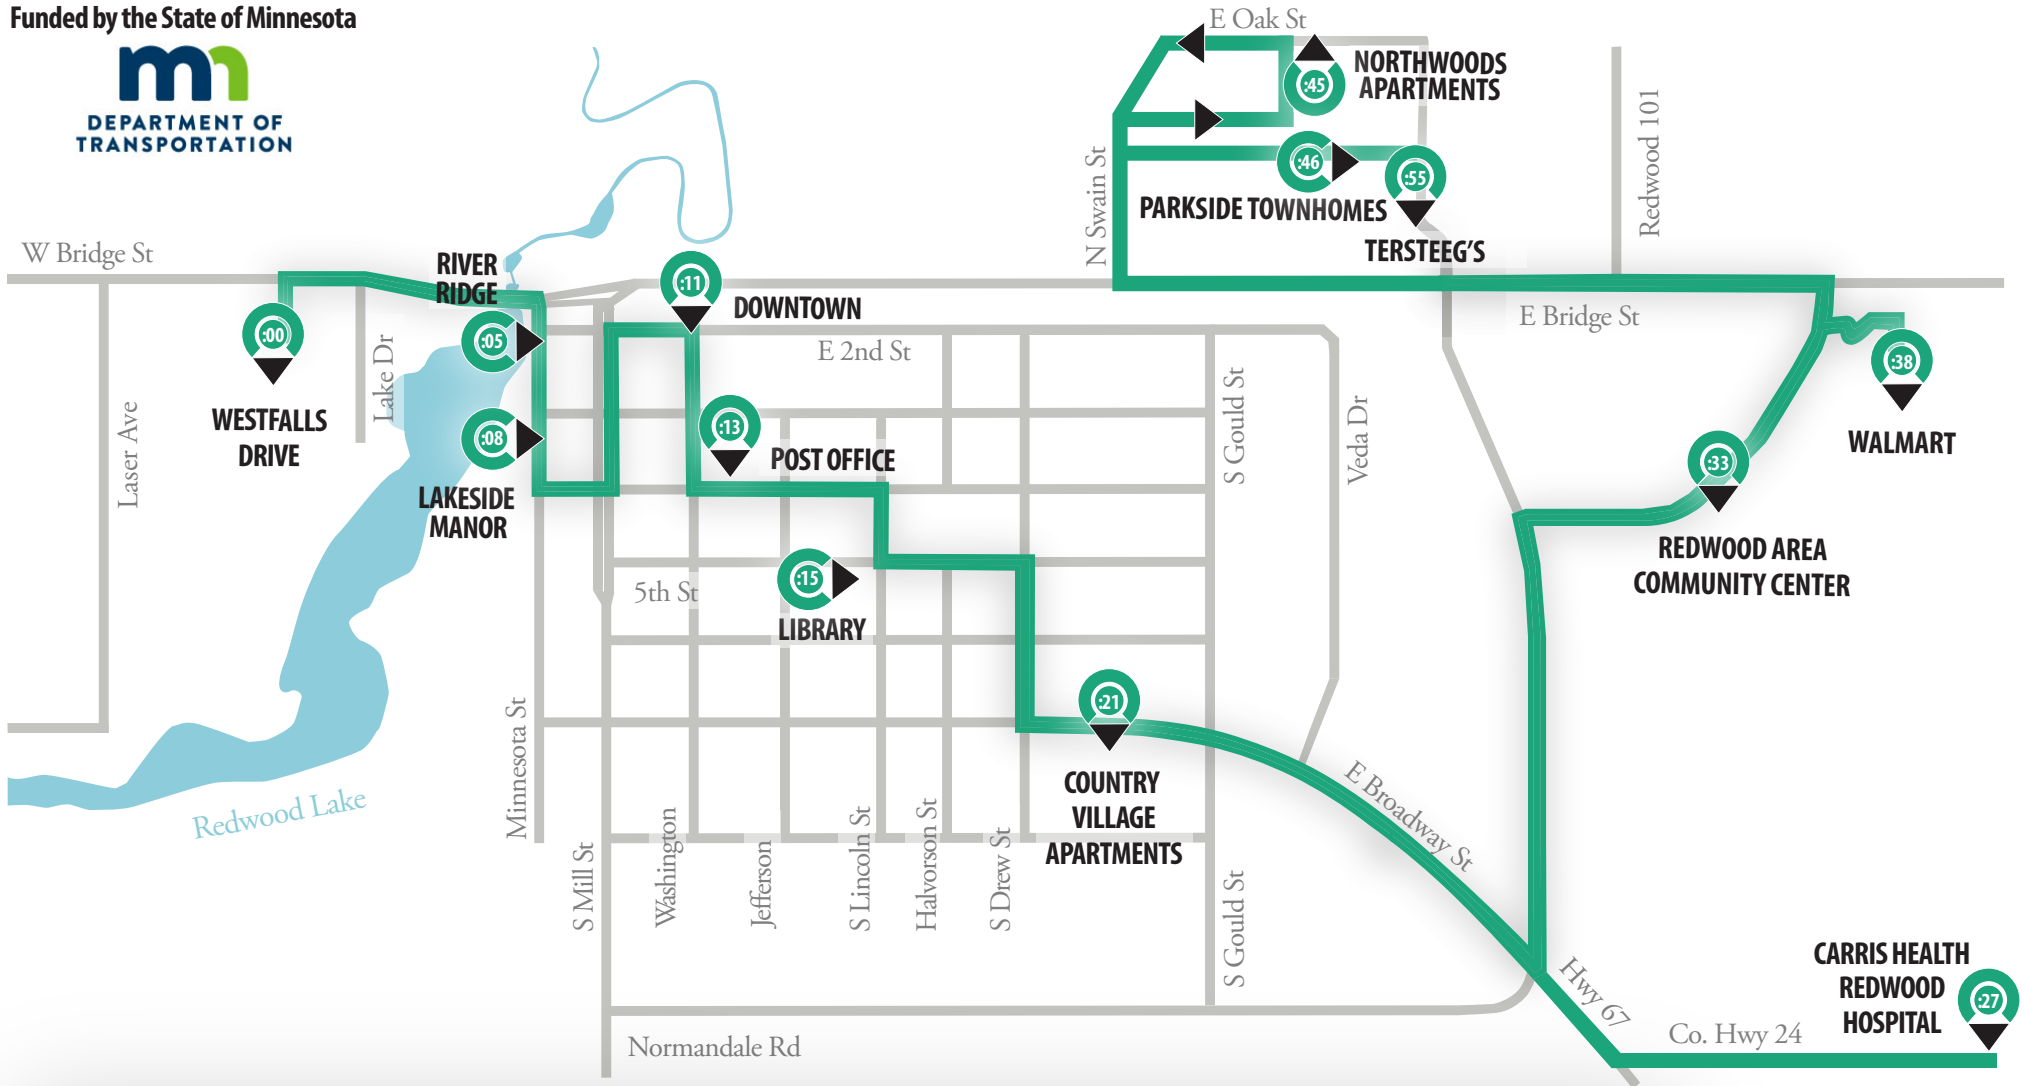 Funded by the State of Minnesota
mn
DEPARTMENT OF
TRANSPORTATION
E Oak St
NORTHWOODS
APARTMENTS
:45
:46
:55
PARKSIDE TOWNHOMES
TERSTEEG'S
N Swain St
Redwood 101
W Bridge St
RIVER
RIDGE
:00
:05
:11
DOWNTOWN
E 2nd St
E Bridge St
Lake Dr
:38
WALMART
WESTFALLS
DRIVE
Laser Ave
:08
LAKESIDE
MANOR
:13
POST OFFICE
S Gould St
Veda Dr
:33
REDWOOD AREA
COMMUNITY CENTER
5th St
:15
LIBRARY
:21
COUNTRY
VILLAGE
APARTMENTS
E Broadway St
Redwood Lake
Minnesota St
S Mill St
Washington
Jefferson
S Lincoln St
Halvorson St
S Drew St
S Gould St
Hwy 67
CARRIS HEALTH
REDWOOD
HOSPITAL
:27
Co. Hwy 24
Normandale Rd